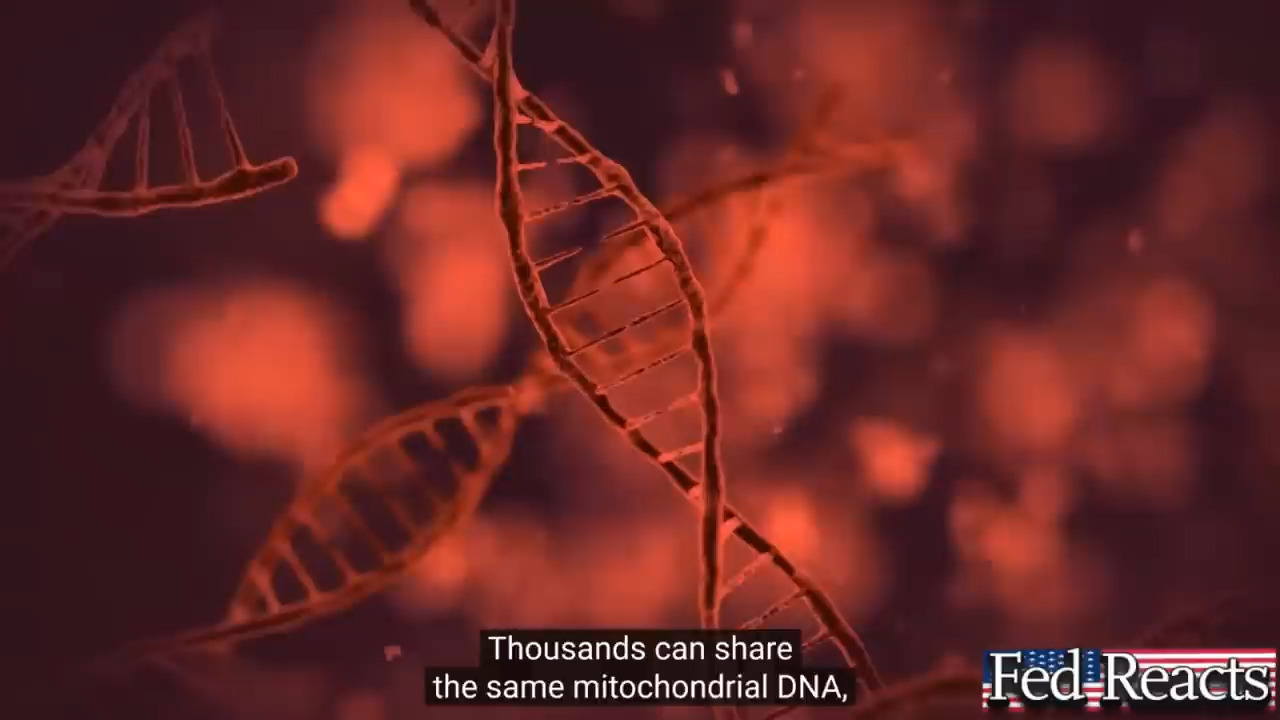 Thousands can share
the same mitochondrial DNA,
Fed Reacts